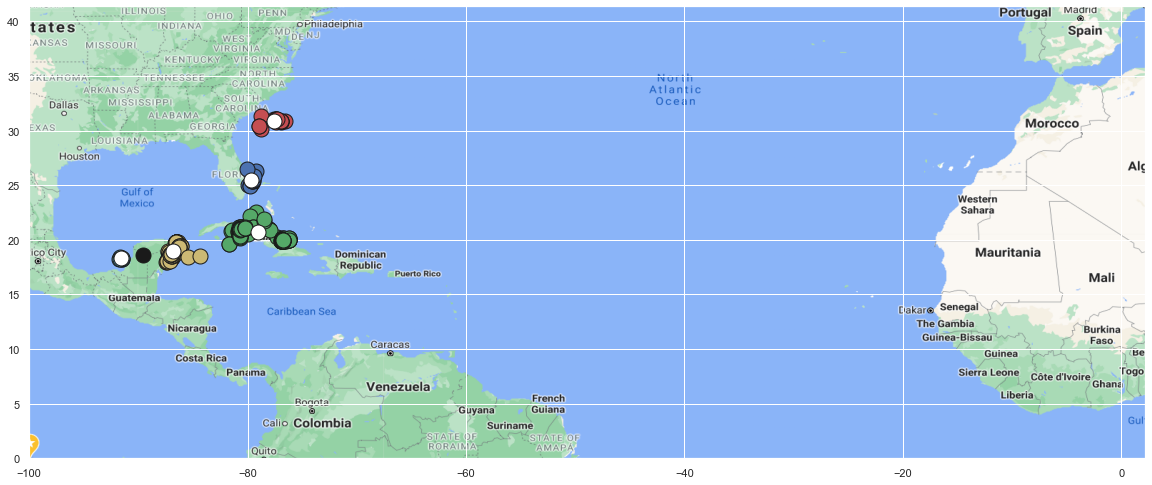 ILLINOIS
OHIO
PENN
Madrid
Portugal
tates
INDIANA
Philadelphia
Spain
MD
DE
NJ
KANSAS
MISSOURI
WEST
VIRGINIA
KENTUCKY
VIRGINIA
OKLAHOMA
TENNESSEE
NORTH
CAROLINA
North
Atlantic
Ocean
ARKANSAS
MISSISSIPPI
SOUTH
CAROLINA
Dallas
ALABAMA
GEORGIA
Morocco
EXAS
LOUISIANA
Houston
FLOR
Alg
Gulf of
Mexico
Western
Sahara
ico City
Dominican
Republic
Puerto Rico
Mauritania
Mali
Guatemala
Caribbean Sea
Dakar
Senegal
The Gambia
Guinea-Bissau
Burkina
Faso
Nicaragua
Costa Rica
Panama
Caracas
Guinea
Be
Sierra Leone
Côte d'Ivoire
Togo
Ghana
Liberia
Venezuela
Bogota
Guyana
French
Guiana
Suriname
Cali
Colombia
Gulf
STATE OF
RORAIMA
STATE OF
AMAPA
Quito
40
35
30
25
20
15
10
5
0
−100
−80
−60
−40
−20
0